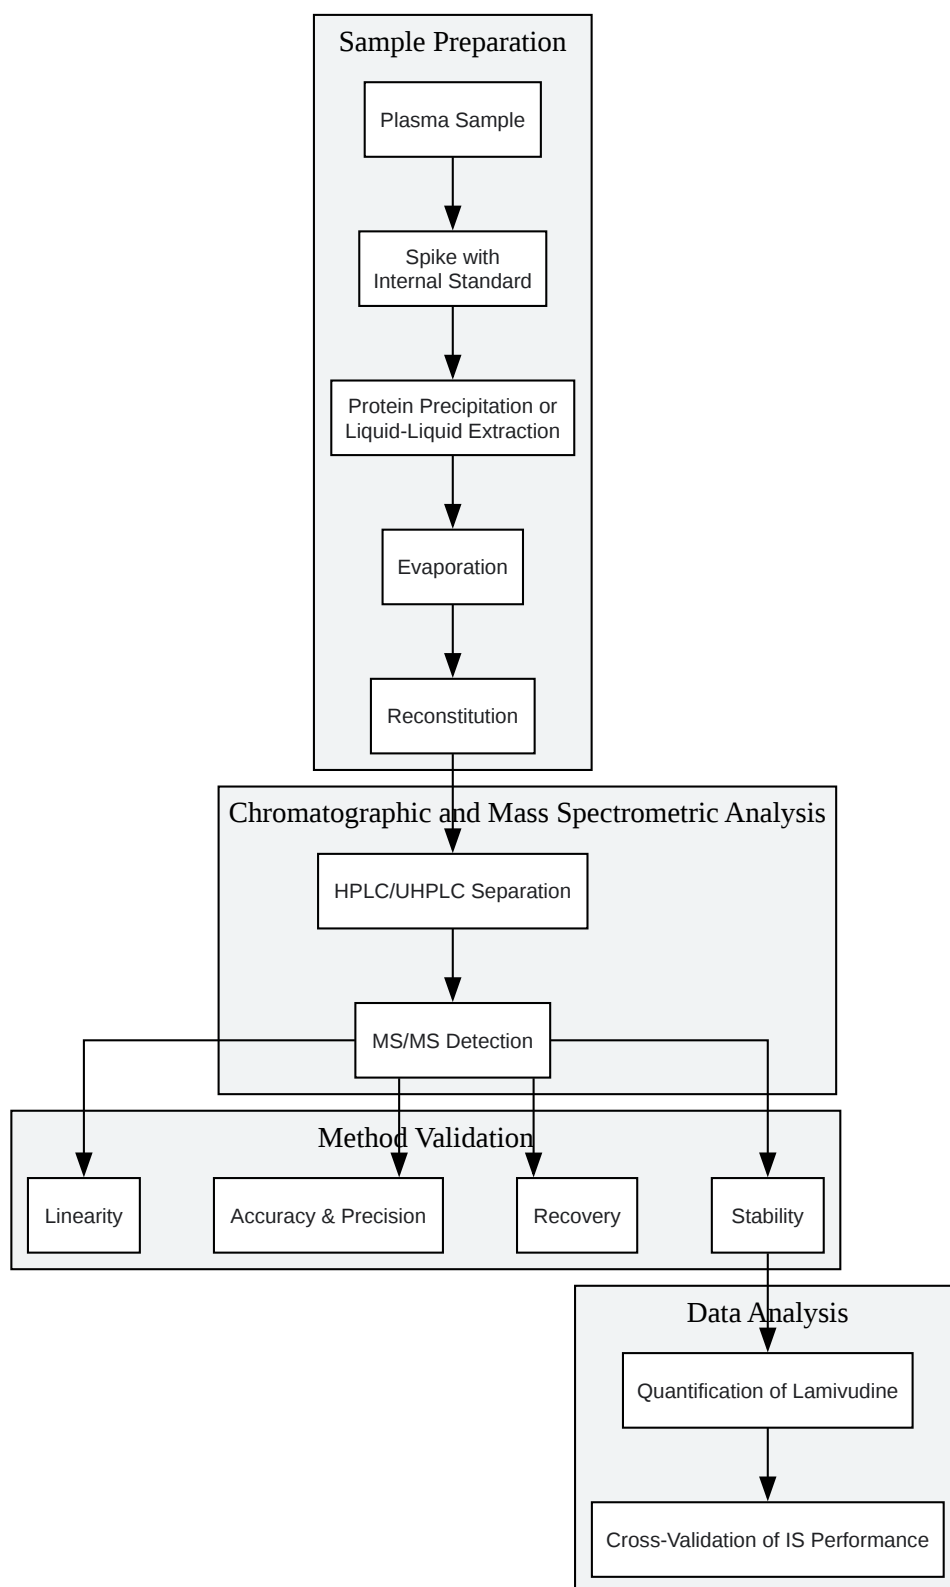 Sample Preparation
Plasma Sample
Spike with
Internal Standard
Protein Precipitation or
Liquid-Liquid Extraction
Evaporation
Reconstitution
Chromatographic and Mass Spectrometric Analysis
HPLC/UHPLC Separation
MS/MS Detection
Method Validation
Linearity
Accuracy & Precision
Recovery
Stability
Data Analysis
Quantification of Lamivudine
Cross-Validation of IS Performance